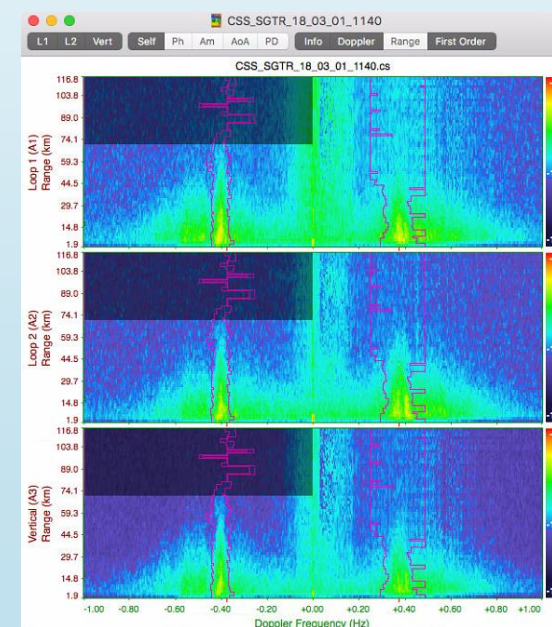 CSS_SGTR_18_03_01_1140
L1 L2 Vert Self Ph Am AoA PD Info Doppler Range First Order
CSS_SGTR_18_03_01_1140.cs
Loop 1 (A1)
Range (km)
116.8
103.8
89.0
74.1
59.3
44.5
29.7
14.8
1.9
Loop 2 (A2)
Range (km)
116.8
103.8
89.0
74.1
59.3
44.5
29.7
14.8
1.9
Vertical (A3)
Range (km)
116.8
103.8
89.0
74.1
59.3
44.5
29.7
14.8
1.9
-1.00 -0.80 -0.60 -0.40 -0.20 +0.00 +0.20 +0.40 +0.60 +0.80 +1.00
Doppler Frequency (Hz)